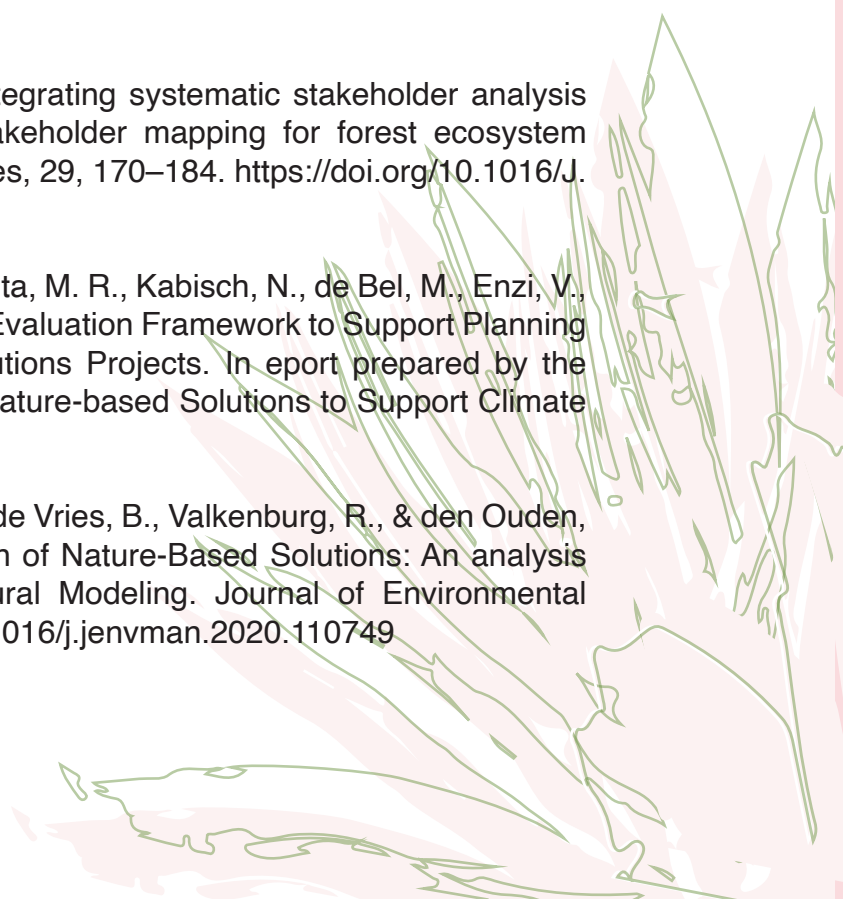 tegrating systematic stakeholder analysis
akeholder mapping for forest ecosystem
es, 29, 170–184. https://doi.org/10.1016/J.
ta, M. R., Kabisch, N., de Bel, M., Enzi, V.,
Evaluation Framework to Support Planning
utions Projects. In eport prepared by the
ature-based Solutions to Support Climate
de Vries, B., Valkenburg, R., & den Ouden,
n of Nature-Based Solutions: An analysis
ural Modeling. Journal of Environmental
016/j.jenvman.2020.110749